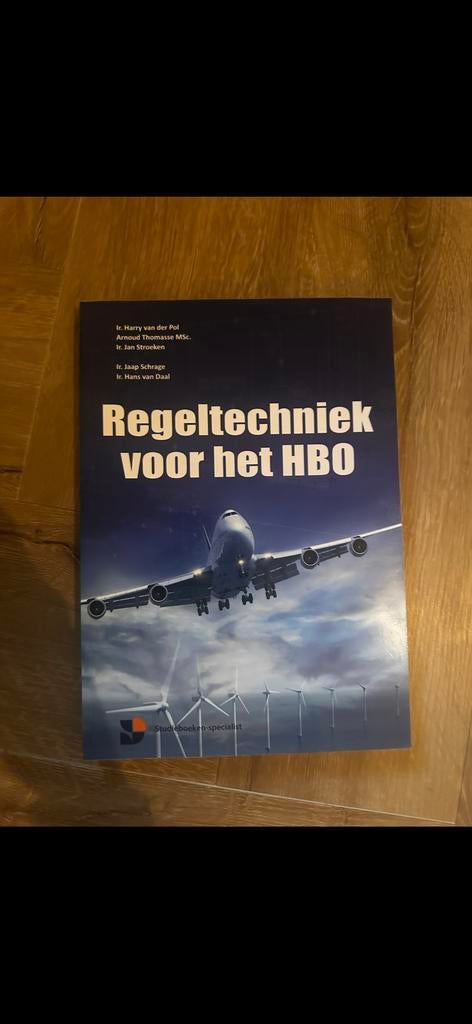 Ir. Harry van der Pol
Arnoud Thomasse MSc.
Ir. Jan Stroeken
Ir. Jaap Schrage
Ir. Hans van Daal
Regeltechniek
voor het HBO
Studieboeken-specialist